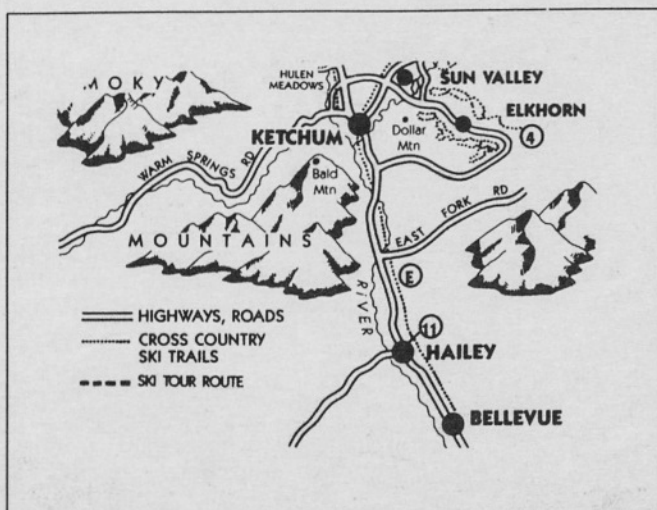 MOKY
HULEN
MEADOWS
SUN VALLEY
ELKHORN
KETCHUM
Dollar
Mtn
4
WARM SPRINGS RD
Bald
Mtn
MOUNTAINS
EAST FORK RD
E
RIVER
HIGHWAYS, ROADS
CROSS COUNTRY
SKI TRAILS
SKI TOUR ROUTE
11
HAILEY
BELLEVUE